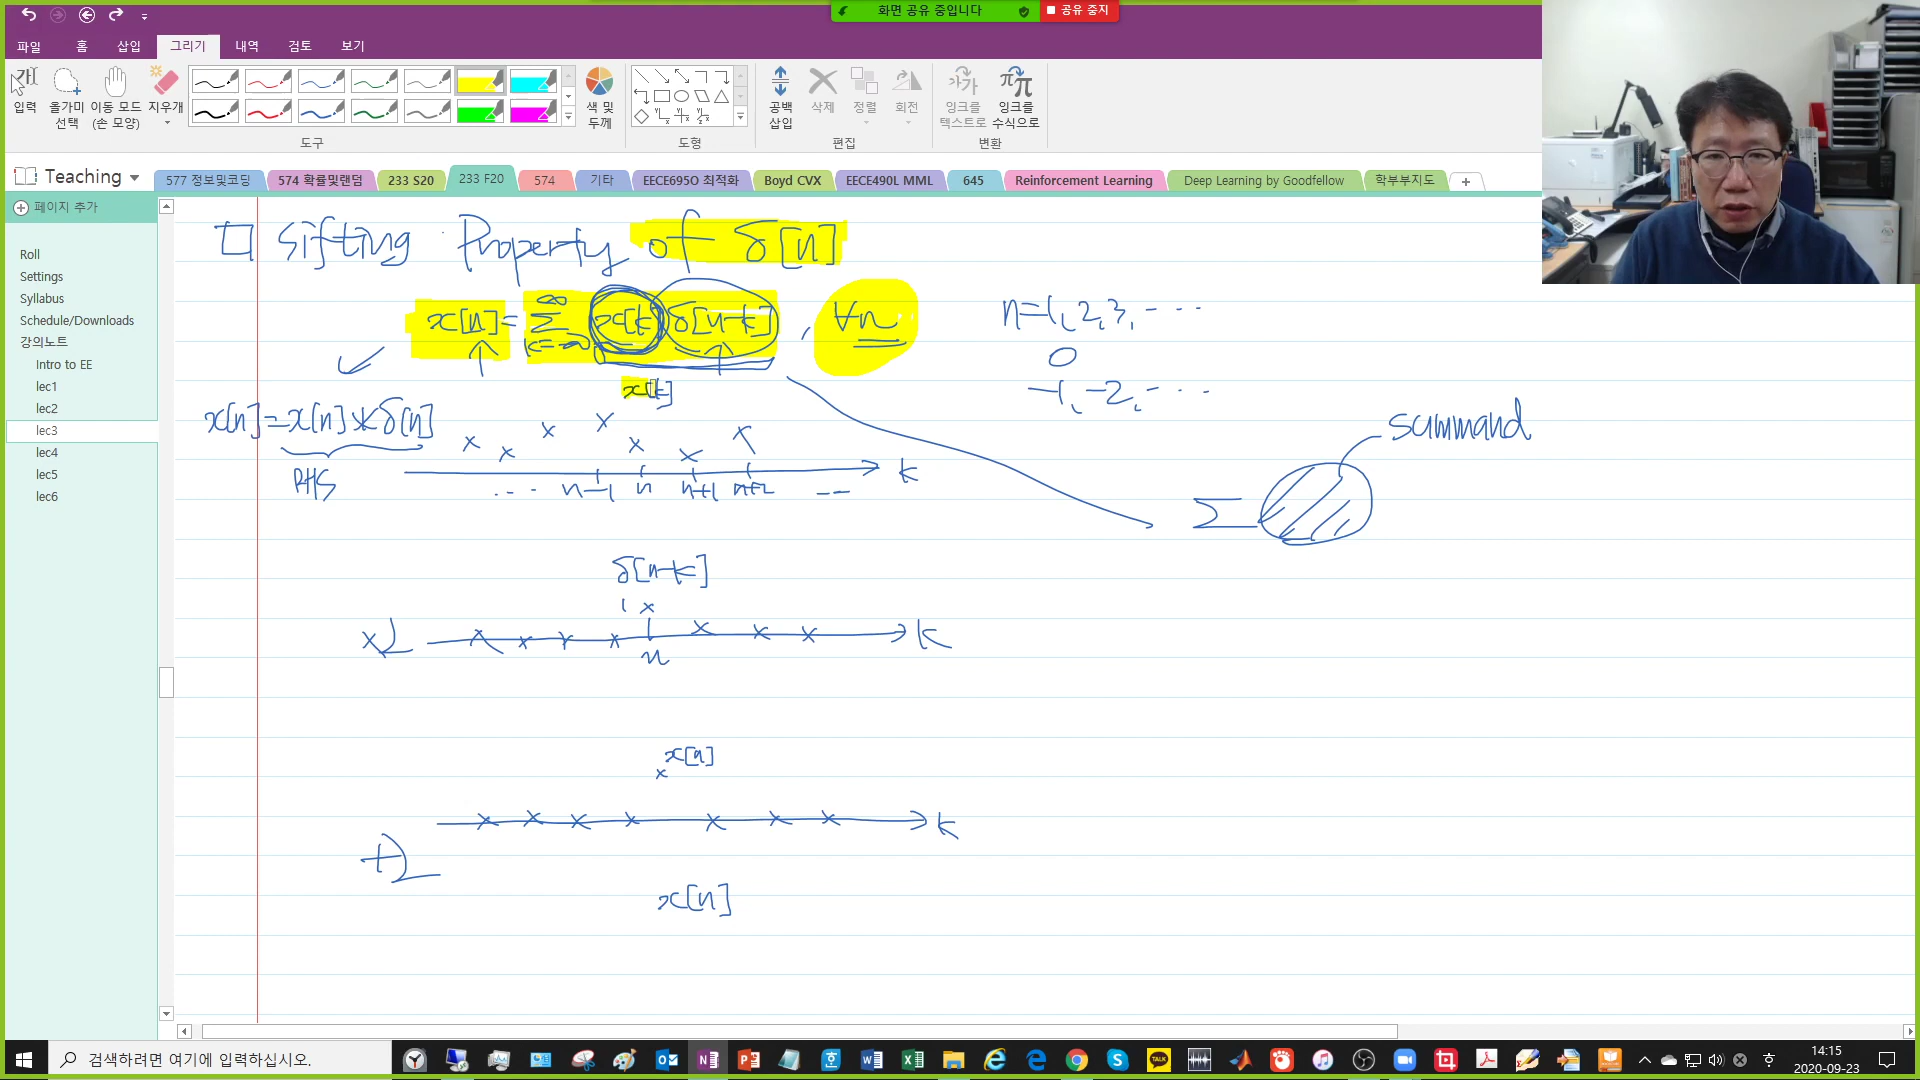 화면 공유 중입니다 공유 중지
파일 홈 삽입 그리기 내역 검토 보기
입력 올가미 선택 이동 모드 (손 모양) 지우개 색 및 두께 공백 삽입 삭제 정렬 회전 잉크를 텍스트로 잉크를 수식으로
도구 도형 편집 변환
Teaching 577 정보및코딩 574 확률및랜덤 233 S20 233 F20 574 기타 EECE695O 최적화 Boyd CVX EECE490L MML 645 Reinforcement Learning Deep Learning by Goodfellow 학부부지도 +
페이지 추가
Roll
Settings
Syllabus
Schedule/Downloads
강의노트
Intro to EE
lec1
lec2
lec3
lec4
lec5
lec6
□ Sifting Property of δ[n]
x[n] = ∞ Σ k=-∞ x[k] δ[n-k] , ∀n
n=1, 2, 3, ...
0
-1, -2, ...
x[k]
x[n]=x[n]*δ[n]
RHS
... n-1 n n+1 n+2 ... k
summand
Σ
δ[n-k]
1
n
k
x[n]
k
+
x[n]
검색하려면 여기에 입력하십시오.
14:15
2020-09-23